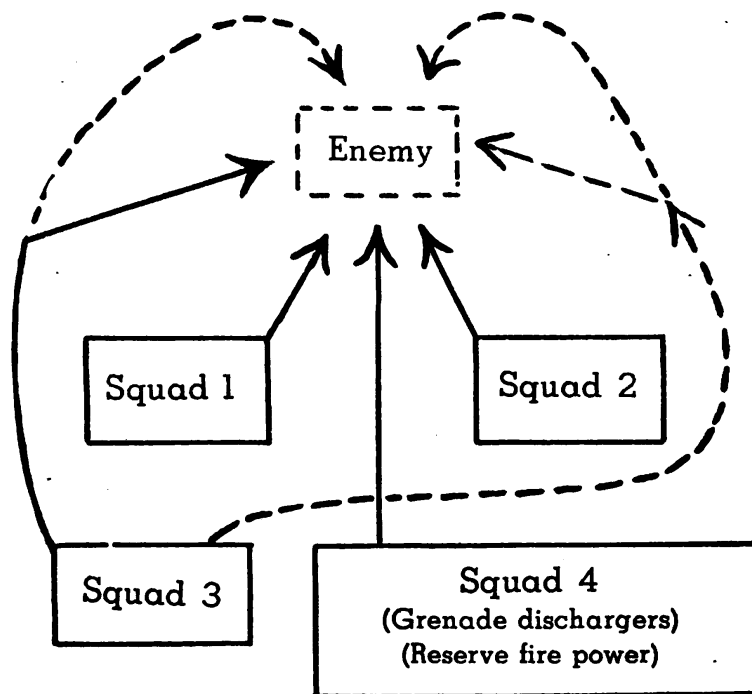 Enemy
Squad 1
Squad 2
Squad 3
Squad 4
(Grenade dischargers)
(Reserve fire power)